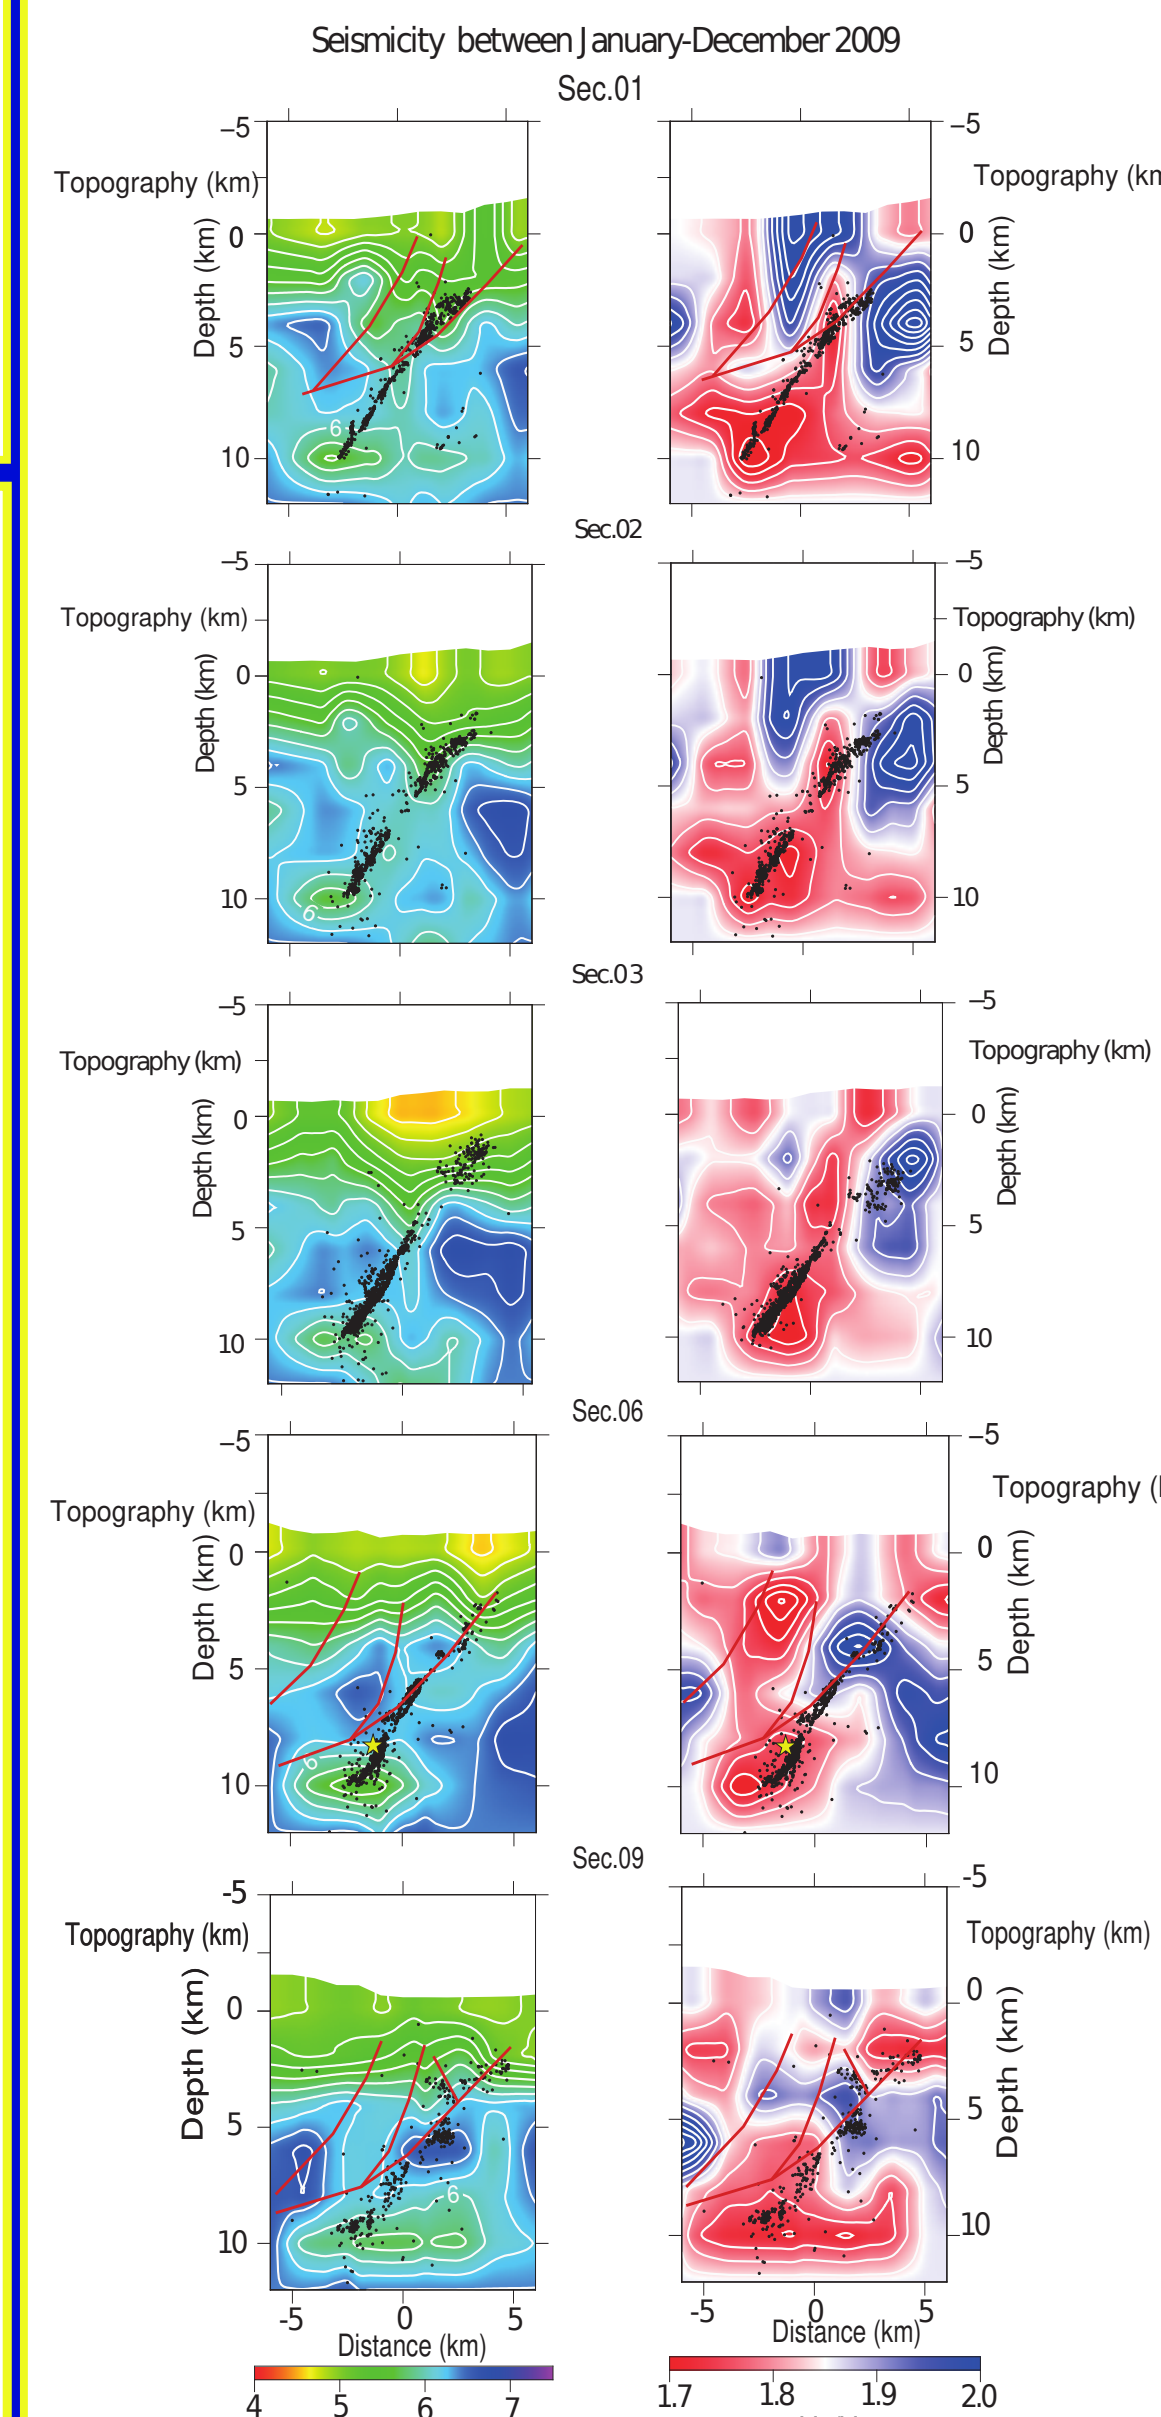 Seismicity between January-December 2009
Sec.01
−5 −5
Topography (km) Topography (km
Depth (km) 0 0 Depth (km)
5 5
6
10 10
Sec.02
−5 −5
Topography (km) Topography (km)
Depth (km) 0 0 Depth (km)
5 5
10 10
6
Sec.03
−5 −5
Topography (km) Topography (km)
Depth (km) 0 0 Depth (km)
5 5
10 10
Sec.06
−5 −5
Topography (km) Topography (
Depth (km) 0 0 Depth (km)
5 5
6
10 10
Sec.09
-5 -5
Topography (km) Topography (km)
Depth (km) 0 0 Depth (km)
5 5
6
10 10
-5 0 5 -5 0 5
Distance (km) Distance (km)
4 5 6 7 1.7 1.8 1.9 2.0